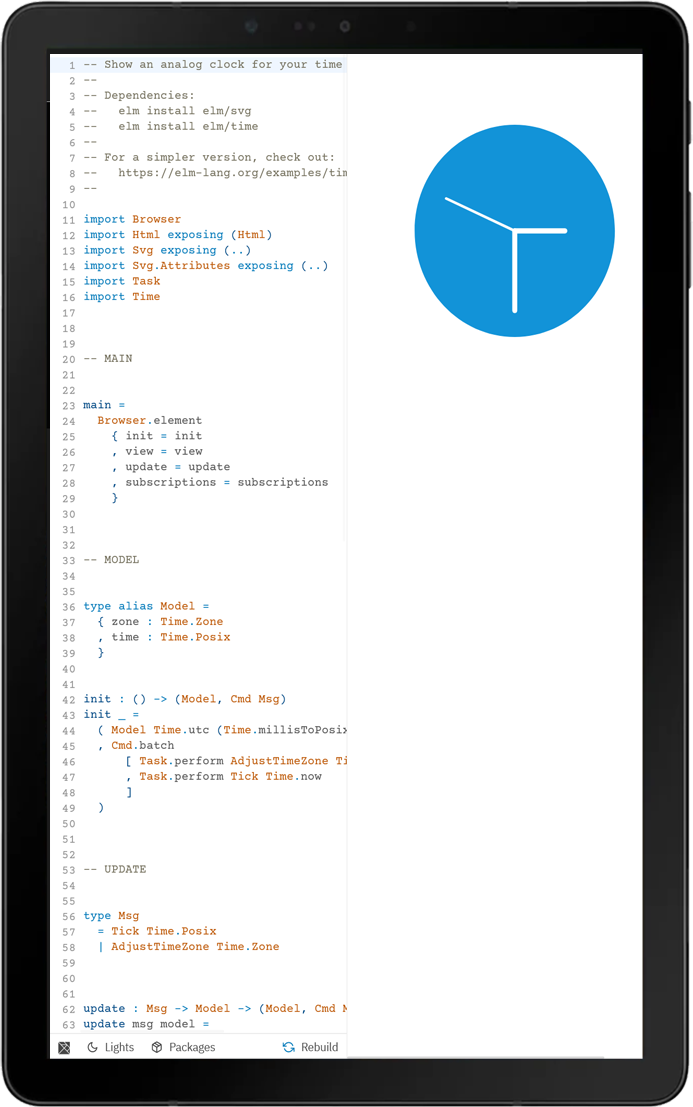 1 -- Show an analog clock for your time
2 --
3 -- Dependencies:
4 --   elm install elm/svg
5 --   elm install elm/time
6 --
7 -- For a simpler version, check out:
8 --   https://elm-lang.org/examples/tim
9 --
10
11 import Browser
12 import Html exposing (Html)
13 import Svg exposing (..)
14 import Svg.Attributes exposing (..)
15 import Task
16 import Time
17
18
19
20 -- MAIN
21
22
23 main =
24   Browser.element
25     { init = init
26     , view = view
27     , update = update
28     , subscriptions = subscriptions
29     }
30
31
32
33 -- MODEL
34
35
36 type alias Model =
37   { zone : Time.Zone
38   , time : Time.Posix
39   }
40
41
42 init : () -> (Model, Cmd Msg)
43 init _ =
44   ( Model Time.utc (Time.millisToPosix
45   , Cmd.batch
46       [ Task.perform AdjustTimeZone Ti
47       , Task.perform Tick Time.now
48       ]
49   )
50
51
52
53 -- UPDATE
54
55
56 type Msg
57   = Tick Time.Posix
58   | AdjustTimeZone Time.Zone
59
60
61
62 update : Msg -> Model -> (Model, Cmd M
63 update msg model =
Lights Packages Rebuild